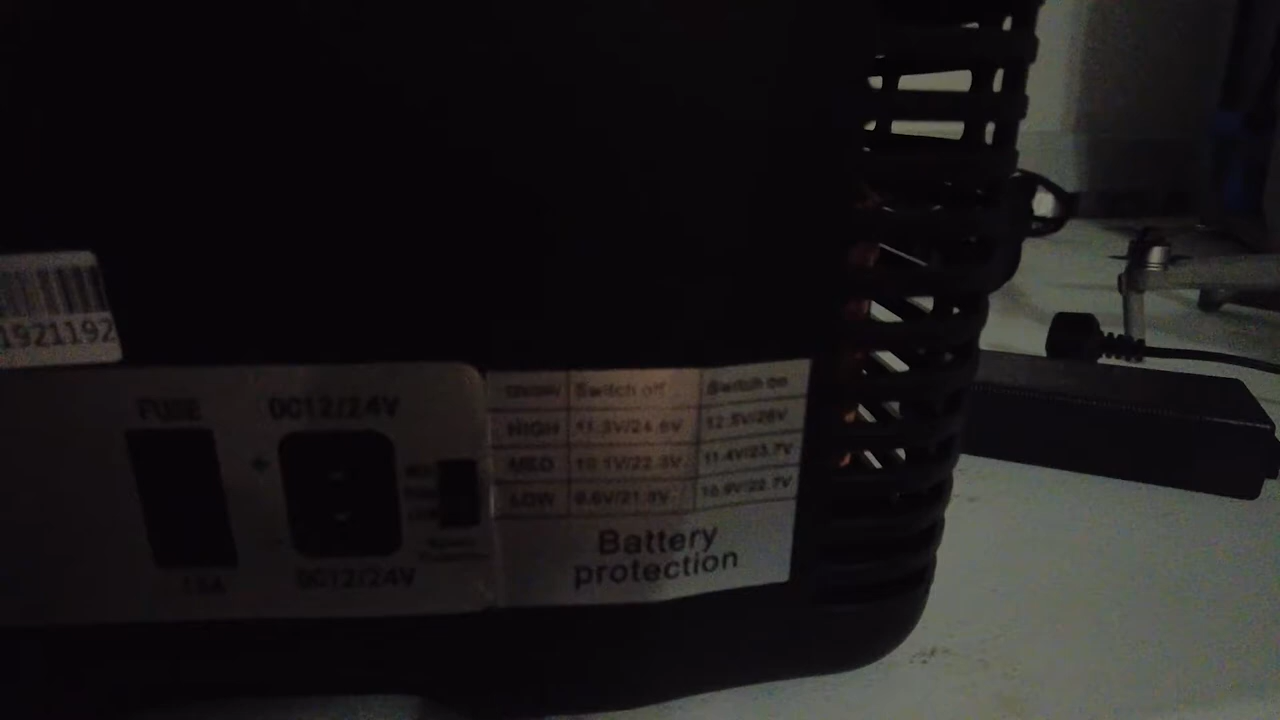 1921192
FUSE
DC12/24V
15A
DC12/24V
Switch off Switch on
HIGH 11.3V/24.6V 12.5V/26V
MED 10.1V/22.3V 11.4V/23.7V
LOW 9.6V/21.3V 10.9V/22.7V
Battery
protection